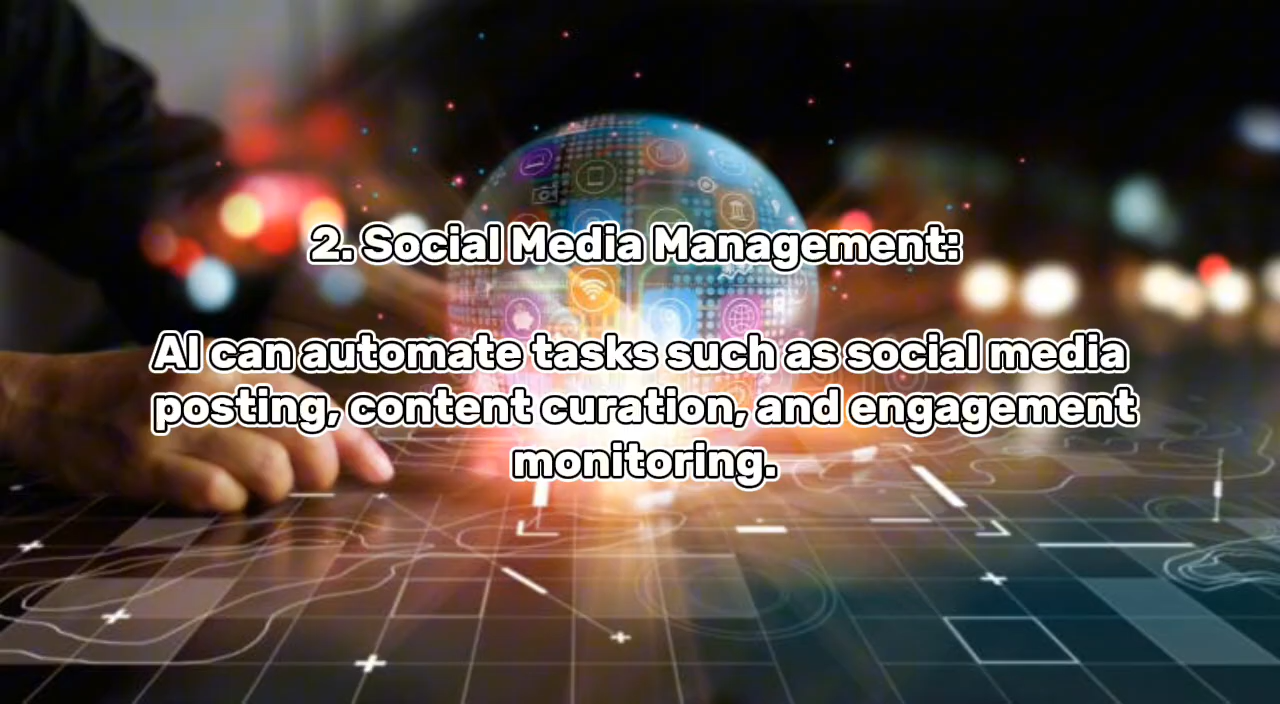 2. Social Media Management:
AI can automate tasks such as social media
posting, content curation, and engagement
monitoring.